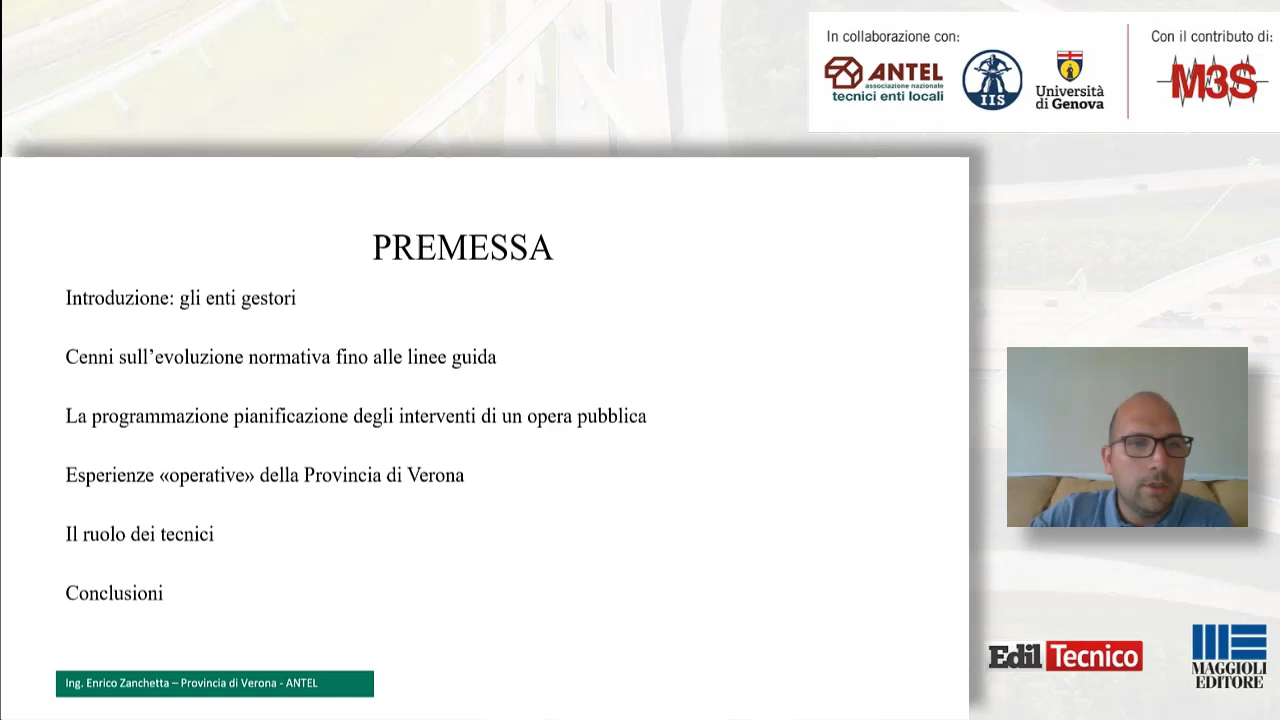 In collaborazione con:
Con il contributo di:
ANTEL
associazione nazionale
tecnici enti locali
IIS
Università
di Genova
M3S
PREMESSA
Introduzione: gli enti gestori
Cenni sull’evoluzione normativa fino alle linee guida
La programmazione pianificazione degli interventi di un opera pubblica
Esperienze «operative» della Provincia di Verona
Il ruolo dei tecnici
Conclusioni
Ing. Enrico Zanchetta – Provincia di Verona - ANTEL
Edil Tecnico
MAGGIOLI
EDITORE